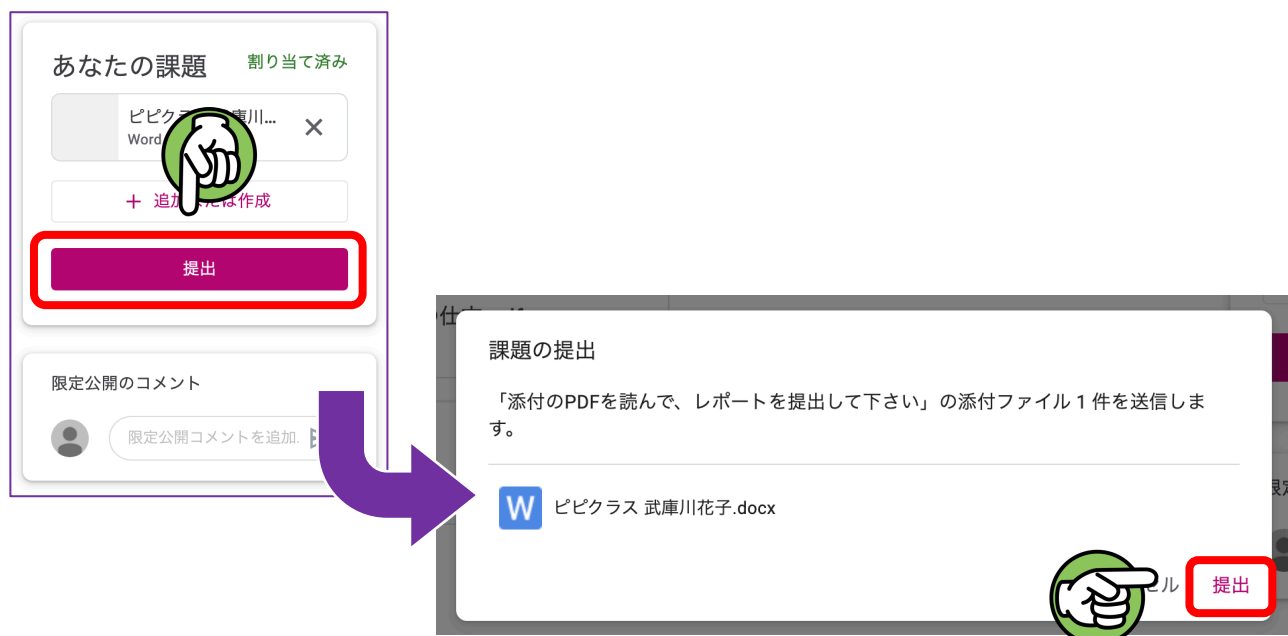 あなたの課題
割り当て済み
ピピク
庫川...
Word
+ 追加
は作成
提出
限定公開のコメント
限定公開コメントを追加.
課題の提出
「添付のPDFを読んで、レポートを提出して下さい」の添付ファイル 1 件を送信しま
す。
W ピピクラス 武庫川花子.docx
ル
提出